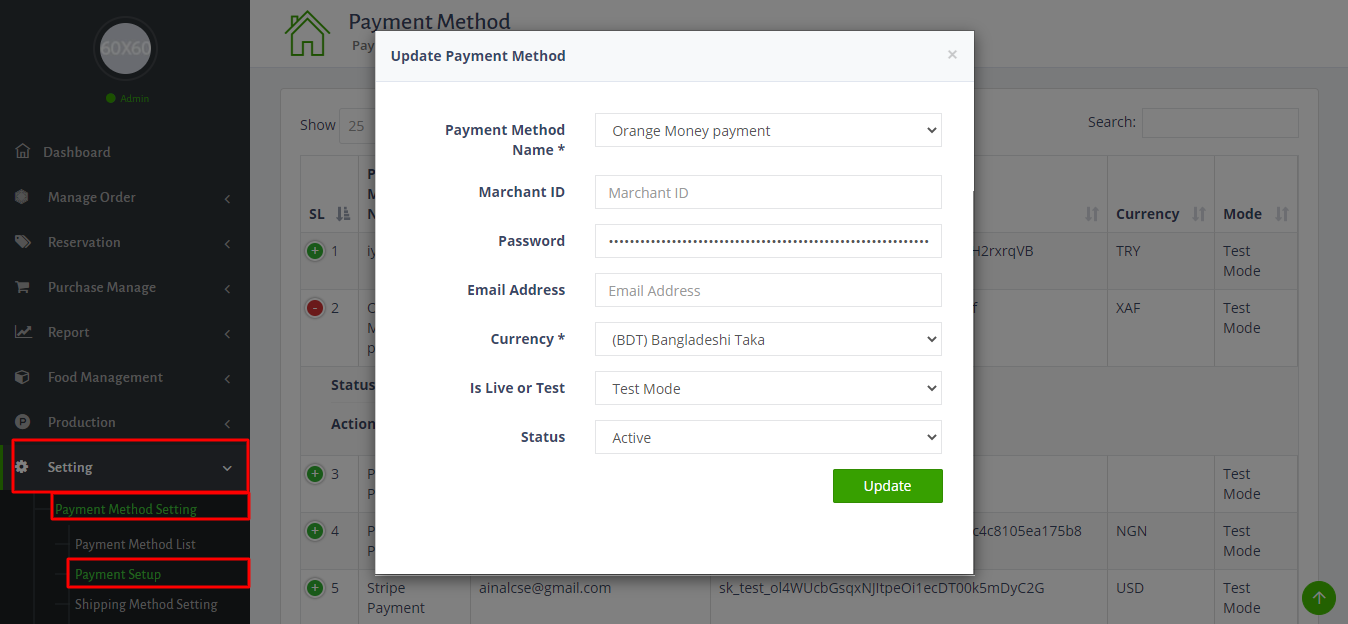 60X60
Admin
Dashboard
Manage Order
Reservation
Purchase Manage
Report
Food Management
Production
Setting
Payment Method Setting
Payment Method List
Payment Setup
Shipping Method Setting
Payment Method
Pay
Update Payment Method ×
Payment Method Name * Orange Money payment
Marchant ID Marchant ID
Password ••••••••••••••••••••••••••••••••••••••••••••••••••••••••••••
Email Address Email Address
Currency * (BDT) Bangladeshi Taka
Is Live or Test Test Mode
Status Active
Update
Show 25
Search:
SL Currency Mode
1 iy H2rxrqVB TRY Test Mode
2 XAF Test Mode
Status
Action
3 Test Mode
4 c4c8105ea175b8 NGN Test Mode
5 Stripe Payment ainalcse@gmail.com sk_test_ol4WUcbGsqxNJItpeOi1ecDT00k5mDyC2G USD Test Mode